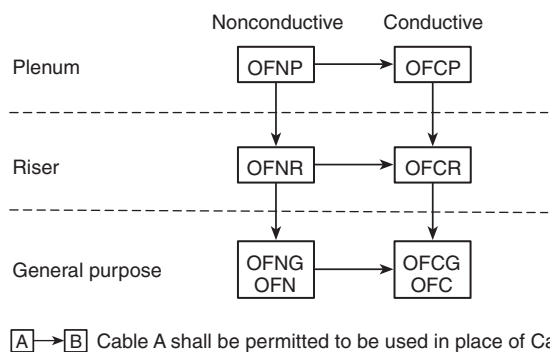 Nonconductive Conductive
Plenum OFNP OFCP
Riser OFNR OFCR
General purpose OFNG OFCG
OFN OFC
A B Cable A shall be permitted to be used in place of